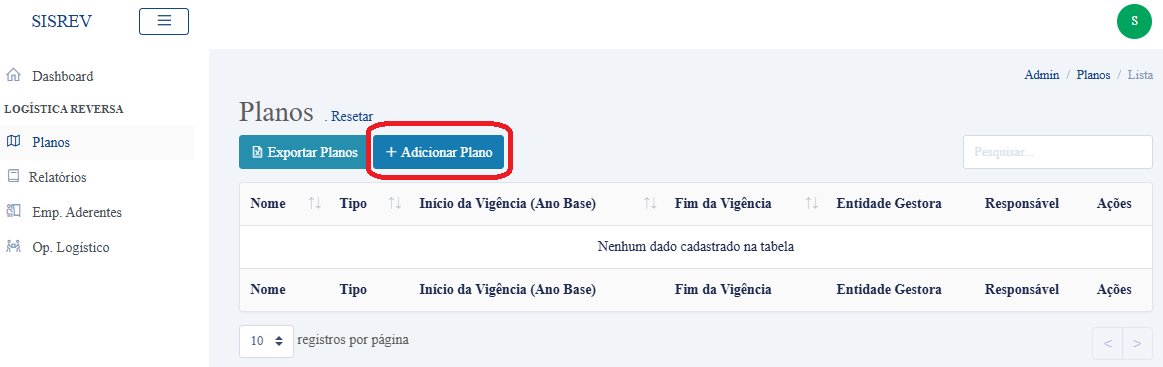 SISREV
S
Dashboard
LOGÍSTICA REVERSA
Planos
Relatórios
Emp. Aderentes
Op. Logístico
Admin / Planos / Lista
Planos . Resetar
Exportar Planos + Adicionar Plano
Pesquisar...
Nome Tipo Início da Vigência (Ano Base) Fim da Vigência Entidade Gestora Responsável Ações
Nenhum dado cadastrado na tabela
Nome Tipo Início da Vigência (Ano Base) Fim da Vigência Entidade Gestora Responsável Ações
10 registros por página
< >